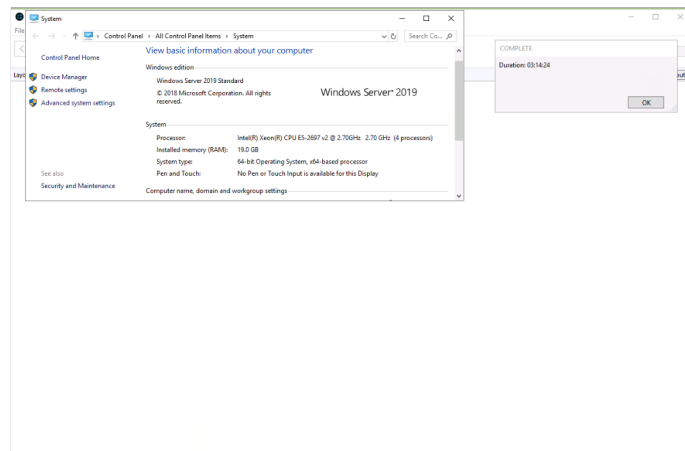 System
File
Control Panel › All Control Panel Items › System
Search Co...
Control Panel Home
Device Manager
Remote settings
Advanced system settings
See also
Security and Maintenance
View basic information about your computer
Windows edition
Windows Server 2019 Standard
© 2018 Microsoft Corporation. All rights
reserved.
Windows Server 2019
System
Processor: Intel(R) Xeon(R) CPU E5-2697 v2 @ 2.70GHz 2.70 GHz (4 processors)
Installed memory (RAM): 19.0 GB
System type: 64-bit Operating System, x64-based processor
Pen and Touch: No Pen or Touch Input is available for this Display
Computer name, domain and workgroup settings
COMPLETE
Duration: 03:14:24
OK